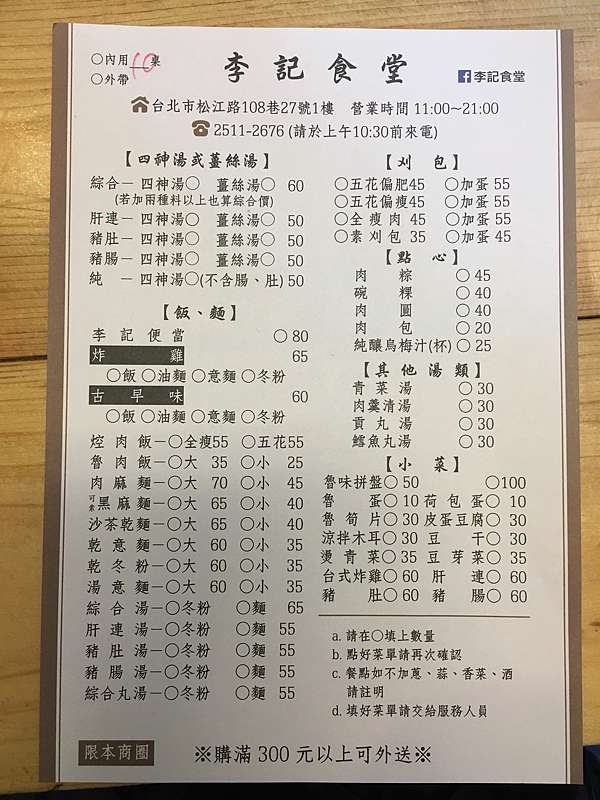 ○內用 10 桌
○外帶
李記食堂
李記食堂
台北市松江路108巷27號1樓 營業時間 11:00~21:00
2511-2676 (請於上午10:30前來電)
【四神湯或薑絲湯】
綜合－ 四神湯○ 薑絲湯○ 60
(若加兩種料以上也算綜合價)
肝連－ 四神湯○ 薑絲湯○ 50
豬肚－ 四神湯○ 薑絲湯○ 50
豬腸－ 四神湯○ 薑絲湯○ 50
純 － 四神湯○(不含腸、肚) 50
【飯、麵】
李記便當 ○ 80
炸雞 65
○飯 ○油麵 ○意麵 ○冬粉
古早味 60
○飯 ○油麵 ○意麵 ○冬粉
焢肉飯－○全瘦55 ○五花55
魯肉飯－○大 35 ○小 25
肉麻麵－○大 70 ○小 45
可素黑麻麵－○大 65 ○小 40
沙茶乾麵－○大 65 ○小 40
乾意麵－○大 60 ○小 35
乾冬粉－○大 60 ○小 35
湯意麵－○大 60 ○小 35
綜合湯－○冬粉 ○麵 65
肝連湯－○冬粉 ○麵 55
豬肚湯－○冬粉 ○麵 55
豬腸湯－○冬粉 ○麵 55
綜合丸湯－○冬粉 ○麵 55
【刈包】
○五花偏肥45 ○加蛋 55
○五花偏瘦45 ○加蛋 55
○全瘦肉 45 ○加蛋 55
○素刈包 35 ○加蛋 45
【點心】
肉粽 ○ 45
碗粿 ○ 40
肉圓 ○ 40
肉包 ○ 20
純釀烏梅汁(杯) ○ 25
【其他湯類】
青菜湯 ○ 30
肉羹清湯 ○ 30
貢丸湯 ○ 30
鱈魚丸湯 ○ 30
【小菜】
魯味拼盤○ 50 ○100
魯蛋○ 10 荷包蛋○ 10
魯筍片○ 30 皮蛋豆腐○ 30
涼拌木耳○ 30 豆干○ 30
燙青菜○ 35 豆芽菜○ 35
台式炸雞○ 60 肝連○ 60
豬肚○ 60 豬腸○ 60
a. 請在○填上數量
b. 點好菜單請再次確認
c. 餐點如不加蔥、蒜、香菜、酒
請註明
d. 填好菜單請交給服務人員
限本商圈
※購滿 300 元以上可外送※